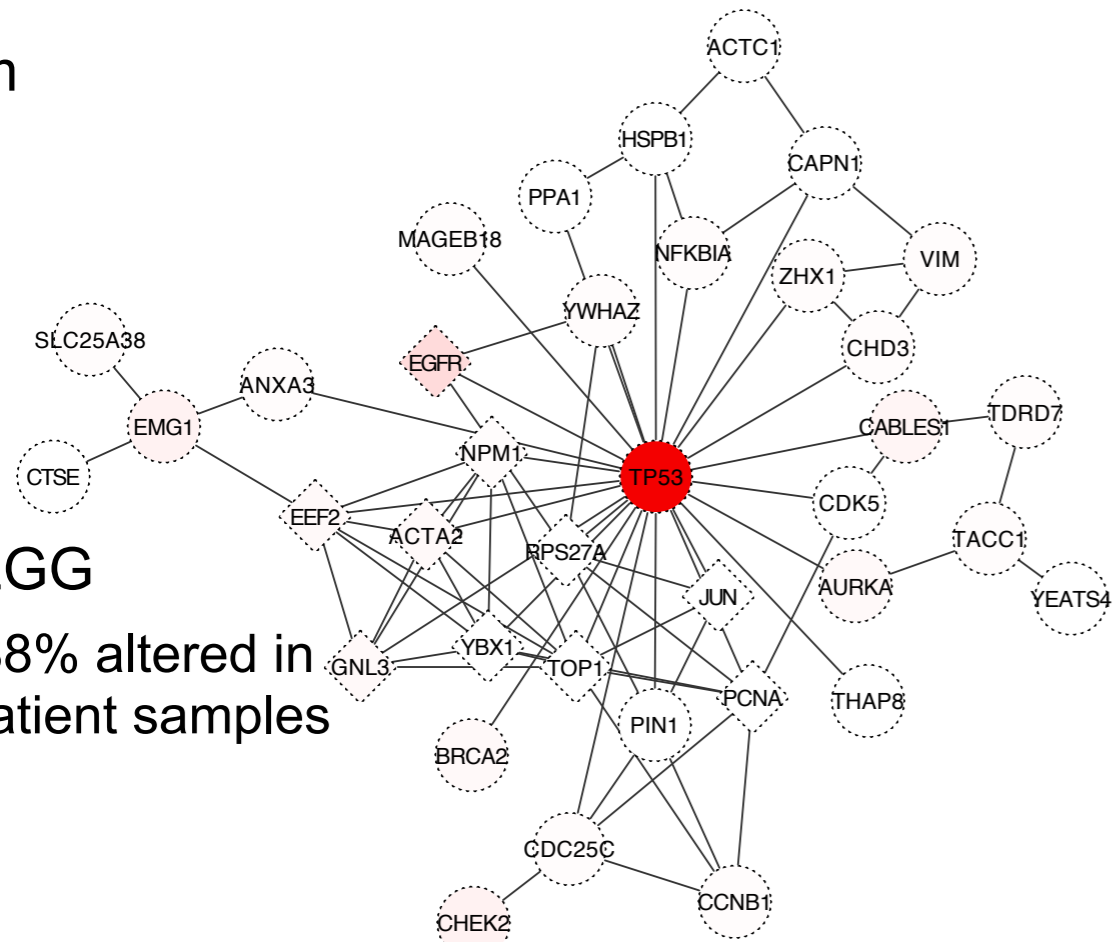 n
ACTC1
HSPB1
CAPN1
PPA1
MAGEB18
NFKBIA
VIM
ZHX1
YWHAZ
SLC25A38
CHD3
EGFR
ANXA3
EMG1
CABLES1
TDRD7
NPM1
CTSE
TP53
CDK5
EEF2
ACTA2
TACC1
RPS27A
GG
AURKA
JUN
YEATS4
8% altered in
YBX1
GNL3
TOP1
PCNA
THAP8
atient samples
PIN1
BRCA2
CDC25C
CCNB1
CHEK2